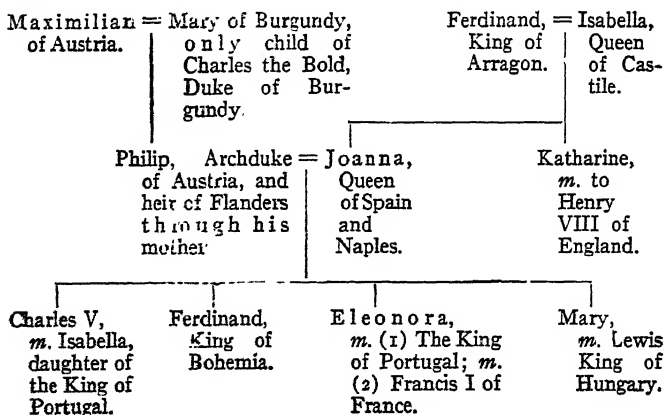 Maximilian = Mary of Burgundy,
of Austria. only child of
Charles the Bold,
Duke of Bur-
gundy.
Ferdinand, = Isabella,
King of Queen
Arragon. of Cas-
tile.
Philip, Archduke = Joanna,
of Austria, and Queen
heir of Flanders of Spain
through his and
mother Naples.
Katharine,
m. to
Henry
VIII of
England.
Charles V,
m. Isabella,
daughter of
the King of
Portugal.
Ferdinand,
King of
Bohemia.
Eleonora,
m. (1) The King
of Portugal; m.
(2) Francis I of
France.
Mary,
m. Lewis
King of
Hungary.